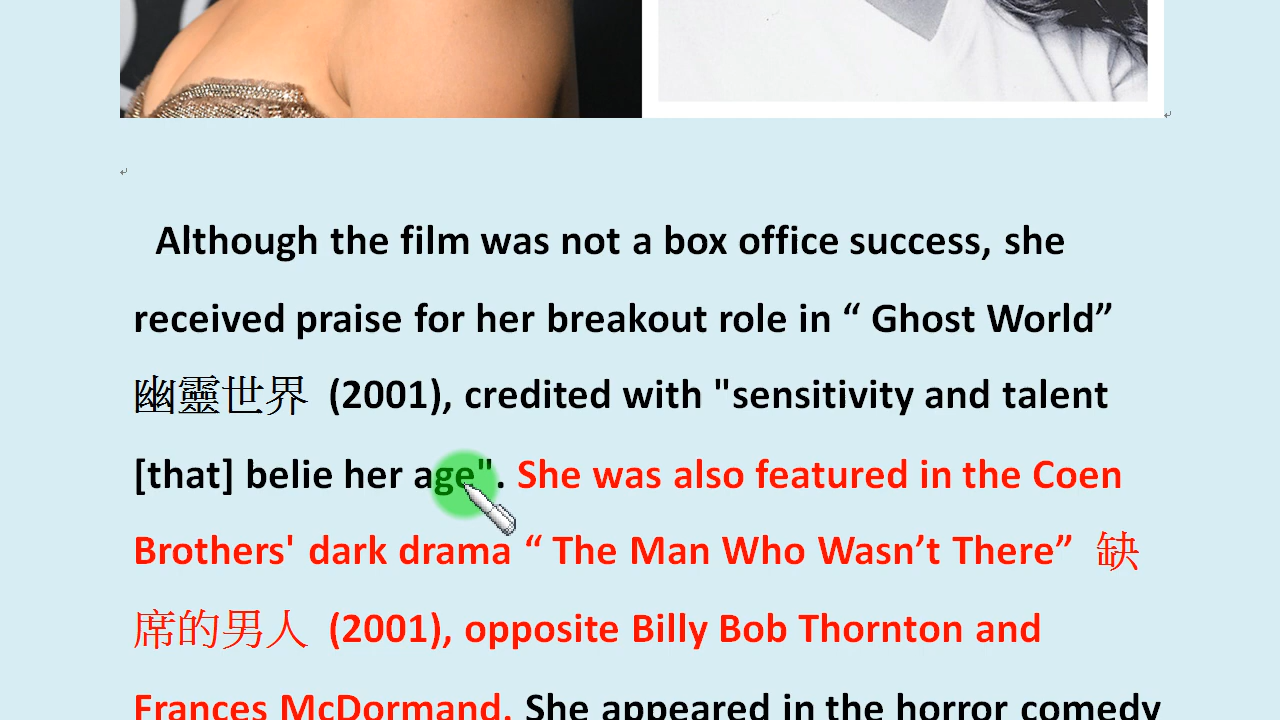 Although the film was not a box office success, she
received praise for her breakout role in “ Ghost World”
幽靈世界 (2001), credited with "sensitivity and talent
[that] belie her age". She was also featured in the Coen
Brothers' dark drama “ The Man Who Wasn’t There” 缺
席的男人 (2001), opposite Billy Bob Thornton and
Frances McDormand. She appeared in the horror comedy